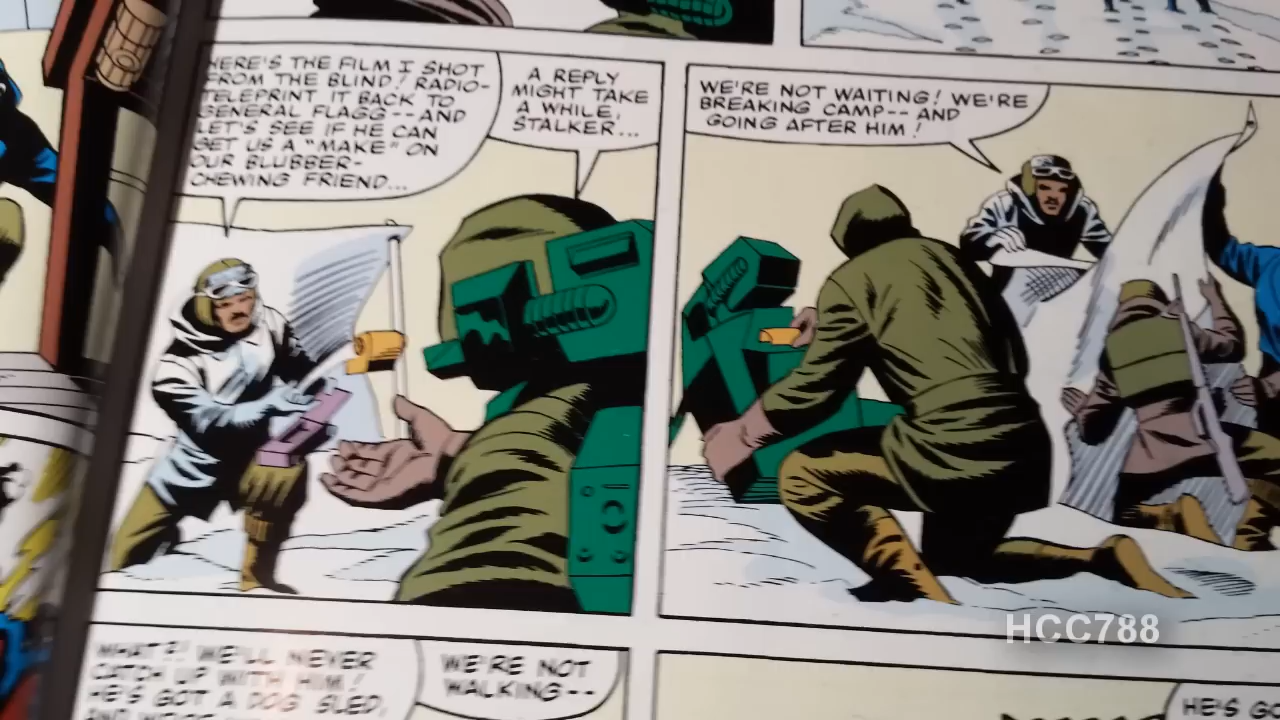 HERE'S THE FILM I SHOT
FROM THE BLIND! RADIO-
TELEPRINT IT BACK TO
GENERAL FLAGG--AND
LET'S SEE IF HE CAN
GET US A "MAKE" ON
OUR BLUBBER-
CHEWING FRIEND...
A REPLY
MIGHT TAKE
A WHILE,
STALKER...
WE'RE NOT WAITING! WE'RE
BREAKING CAMP--AND
GOING AFTER HIM!
WHAT?! WE'LL NEVER
CATCH UP WITH HIM!
HE'S GOT A DOG SLED,
WE'RE NOT
WALKING--
HE'S
HCC788